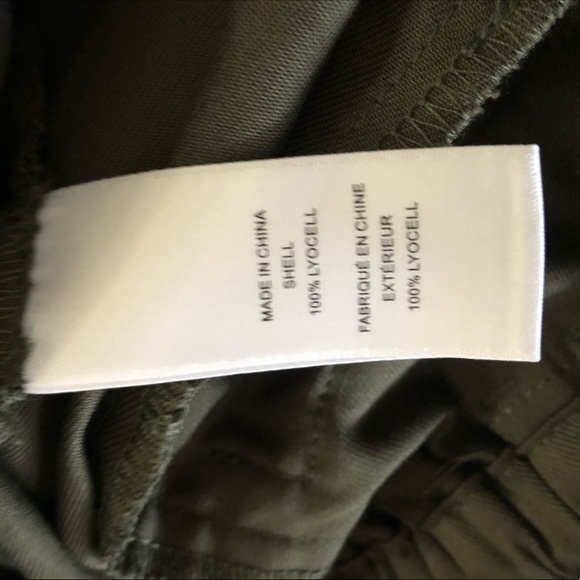 MADE IN CHINA
SHELL
100% LYOCELL
FABRIQUÉ EN CHINE
EXTÉRIEUR
100% LYOCELL